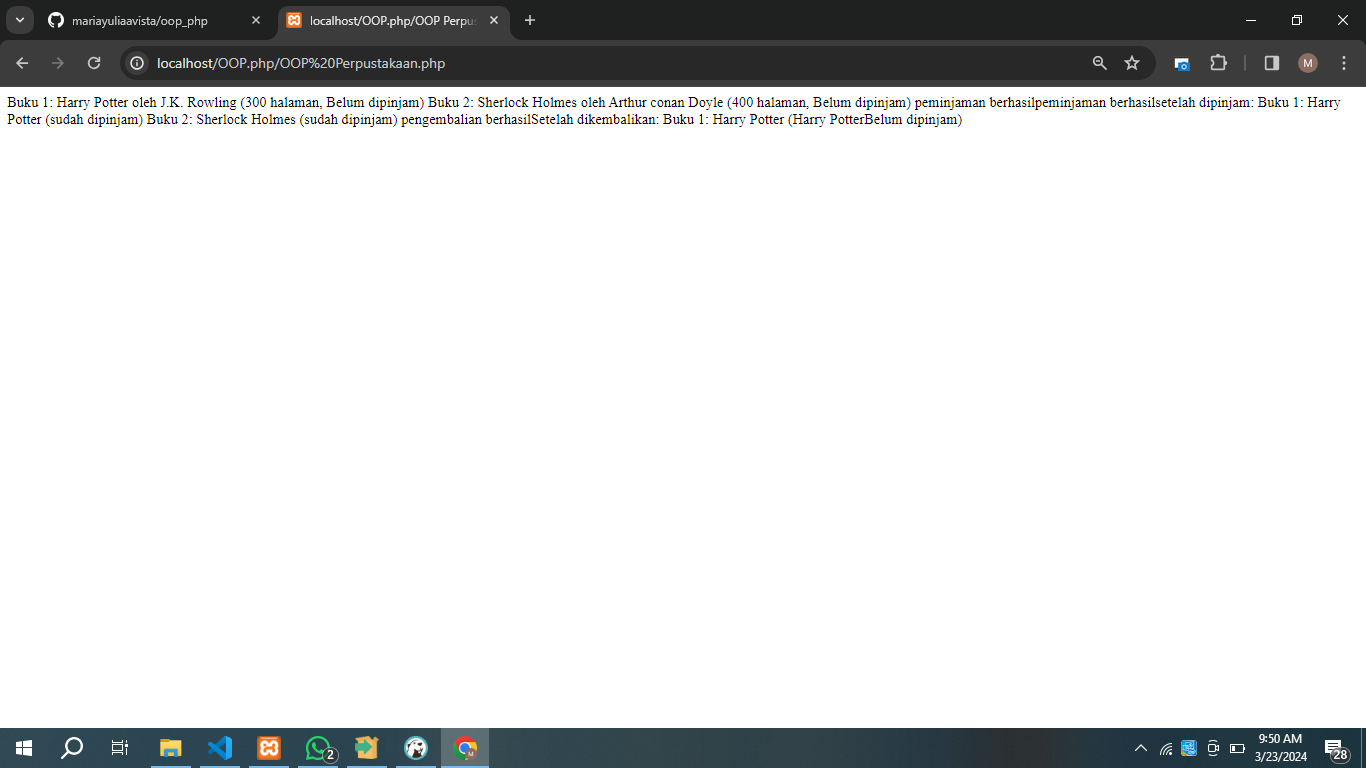 mariayuliaavista/oop_php
localhost/OOP.php/OOP Perpus
localhost/OOP.php/OOP%20Perpustakaan.php
M
Buku 1: Harry Potter oleh J.K. Rowling (300 halaman, Belum dipinjam) Buku 2: Sherlock Holmes oleh Arthur conan Doyle (400 halaman, Belum dipinjam) peminjaman berhasilpeminjaman berhasilsetelah dipinjam: Buku 1: Harry
Potter (sudah dipinjam) Buku 2: Sherlock Holmes (sudah dipinjam) pengembalian berhasilSetelah dikembalikan: Buku 1: Harry Potter (Harry PotterBelum dipinjam)
2
M
9:50 AM
3/23/2024
28